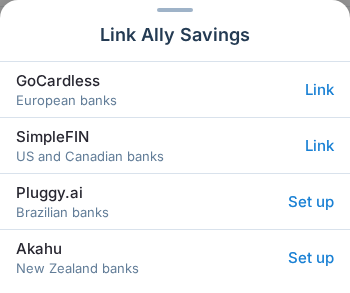 Link Ally Savings
GoCardless
Link
European banks
SimpleFIN
Link
US and Canadian banks
Pluggy.ai
Set up
Brazilian banks
Akahu
Set up
New Zealand banks